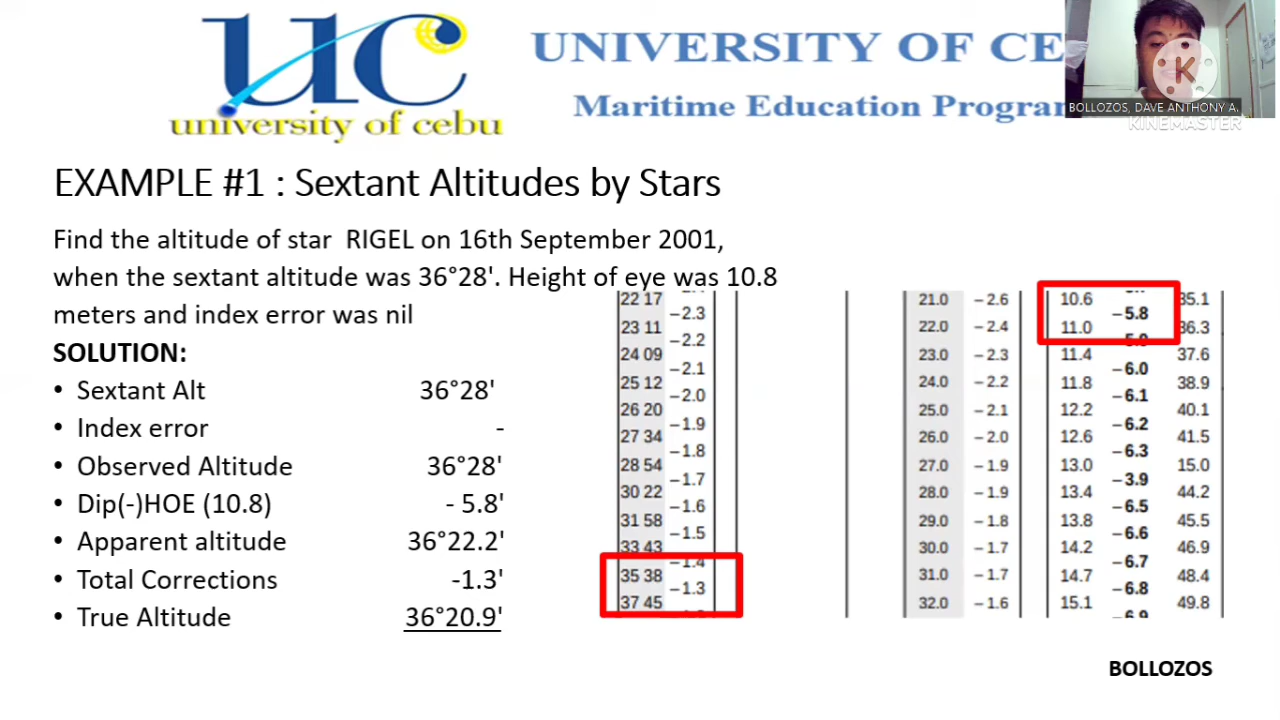 UC
university of cebu
UNIVERSITY OF CE
Maritime Education Program
K
BOLLOZOS, DAVE ANTHONY A.
KINEMASTER
EXAMPLE #1 : Sextant Altitudes by Stars
Find the altitude of star RIGEL on 16th September 2001,
when the sextant altitude was 36°28'. Height of eye was 10.8
meters and index error was nil
SOLUTION:
• Sextant Alt 36°28'
• Index error -
• Observed Altitude 36°28'
• Dip(-)HOE (10.8) - 5.8'
• Apparent altitude 36°22.2'
• Total Corrections -1.3'
• True Altitude 36°20.9'
22 17
−2.3
23 11
−2.2
24 09
−2.1
25 12
−2.0
26 20
−1.9
27 34
−1.8
28 54
−1.7
30 22
−1.6
31 58
−1.5
33 43
−1.4
35 38
−1.3
37 45
21.0 −2.6
22.0 −2.4
23.0 −2.3
24.0 −2.2
25.0 −2.1
26.0 −2.0
27.0 −1.9
28.0 −1.9
29.0 −1.8
30.0 −1.7
31.0 −1.7
32.0 −1.6
10.6 35.1
−5.8
11.0 36.3
11.4 37.6
−6.0
11.8 38.9
−6.1
12.2 40.1
−6.2
12.6 41.5
−6.3
13.0 15.0
−3.9
13.4 44.2
−6.5
13.8 45.5
−6.6
14.2 46.9
−6.7
14.7 48.4
−6.8
15.1 49.8
−6.9
BOLLOZOS